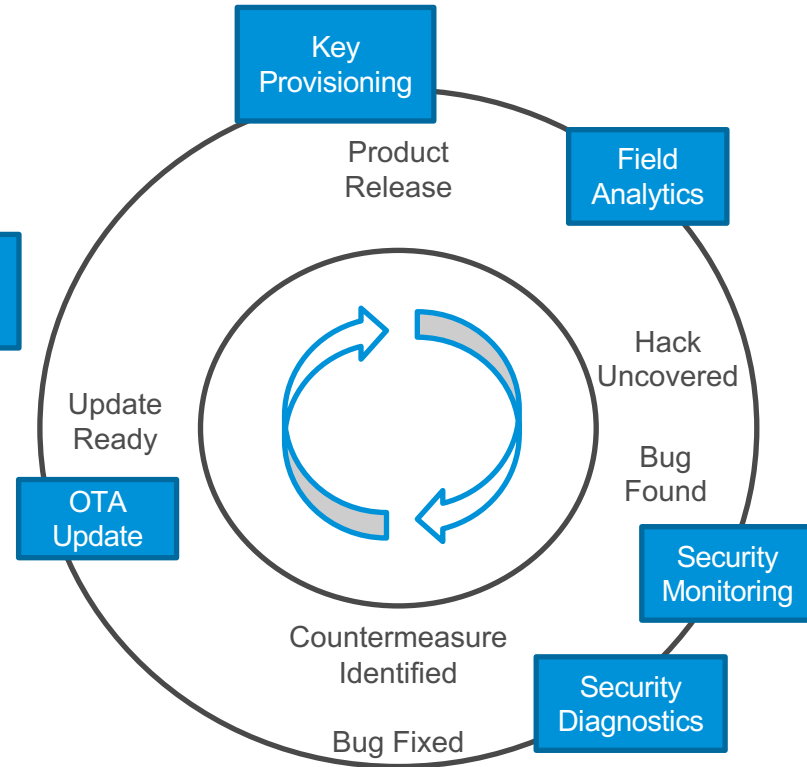 Key
Provisioning
Product
Release
Field
Analytics
Hack
Uncovered
Update
Ready
Bug
Found
OTA
Update
Security
Monitoring
Countermeasure
Identified
Security
Diagnostics
Bug Fixed